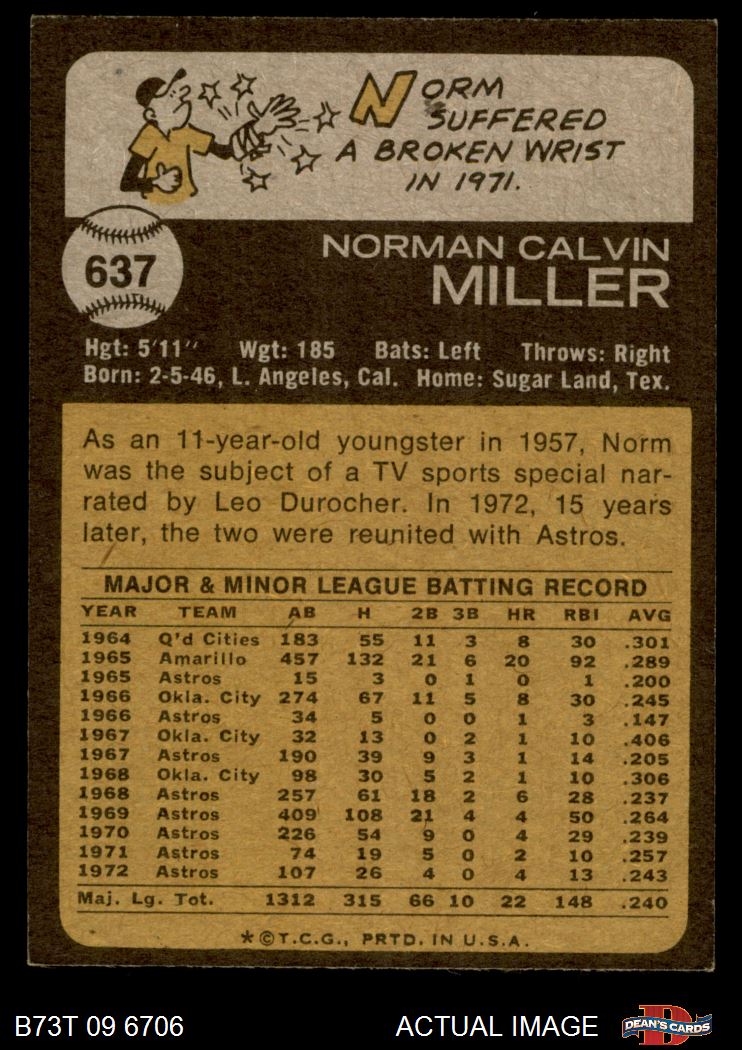 NORM
SUFFERED
A BROKEN WRIST
IN 1971.
637
NORMAN CALVIN
MILLER
Hgt: 5'11" Wgt: 185 Bats: Left Throws: Right
Born: 2-5-46, L. Angeles, Cal. Home: Sugar Land, Tex.
As an 11-year-old youngster in 1957, Norm
was the subject of a TV sports special nar-
rated by Leo Durocher. In 1972, 15 years
later, the two were reunited with Astros.
MAJOR & MINOR LEAGUE BATTING RECORD
YEAR TEAM AB H 2B 3B HR RBI AVG
1964 Q'd Cities 183 55 11 3 8 30 .301
1965 Amarillo 457 132 21 6 20 92 .289
1965 Astros 15 3 0 1 0 1 .200
1966 Okla. City 274 67 11 5 8 30 .245
1966 Astros 34 5 0 0 1 3 .147
1967 Okla. City 32 13 0 2 1 10 .406
1967 Astros 190 39 9 3 1 14 .205
1968 Okla. City 98 30 5 2 1 10 .306
1968 Astros 257 61 18 2 6 28 .237
1969 Astros 409 108 21 4 4 50 .264
1970 Astros 226 54 9 0 4 29 .239
1971 Astros 74 19 5 0 2 10 .257
1972 Astros 107 26 4 0 4 13 .243
Maj. Lg. Tot. 1312 315 66 10 22 148 .240
*©T.C.G., PRTD. IN U.S.A.
B73T 09 6706 ACTUAL IMAGE D DEAN'S CARDS